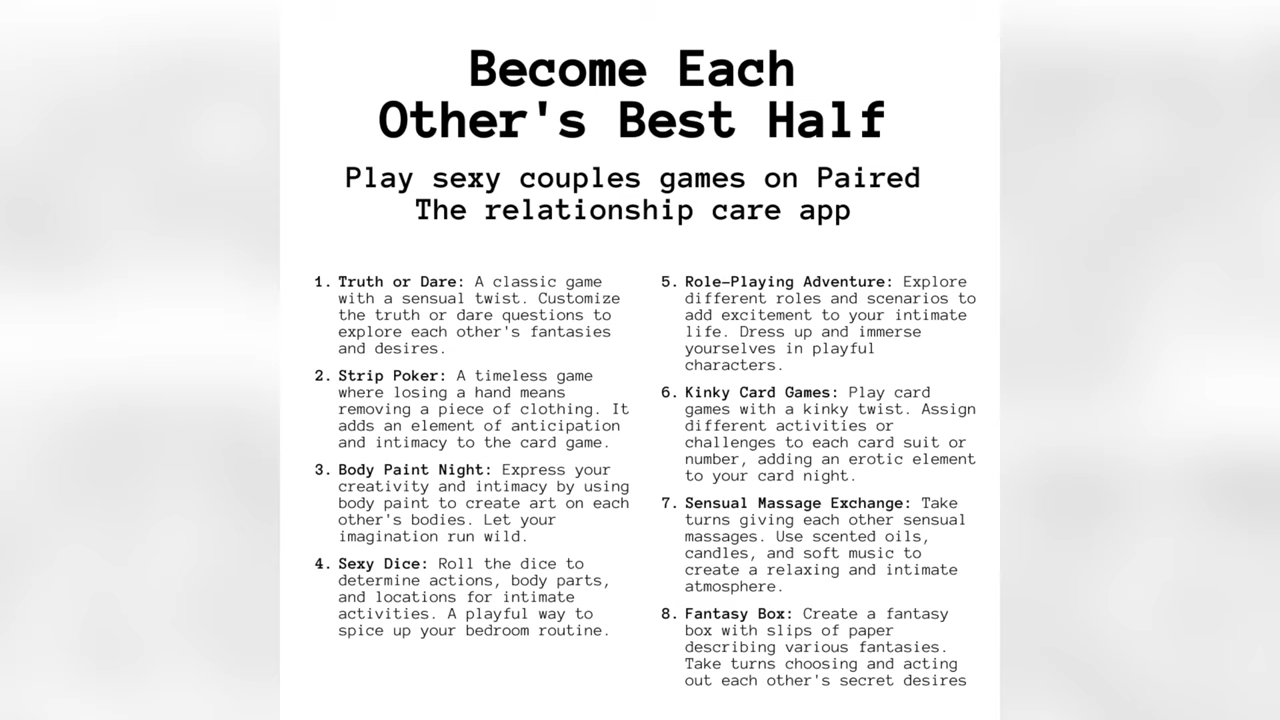 Become Each
Other's Best Half
Play sexy couples games on Paired
The relationship care app
1. Truth or Dare: A classic game
with a sensual twist. Customize
the truth or dare questions to
explore each other's fantasies
and desires.
2. Strip Poker: A timeless game
where losing a hand means
removing a piece of clothing. It
adds an element of anticipation
and intimacy to the card game.
3. Body Paint Night: Express your
creativity and intimacy by using
body paint to create art on each
other's bodies. Let your
imagination run wild.
4. Sexy Dice: Roll the dice to
determine actions, body parts,
and locations for intimate
activities. A playful way to
spice up your bedroom routine.
5. Role-Playing Adventure: Explore
different roles and scenarios to
add excitement to your intimate
life. Dress up and immerse
yourselves in playful
characters.
6. Kinky Card Games: Play card
games with a kinky twist. Assign
different activities or
challenges to each card suit or
number, adding an erotic element
to your card night.
7. Sensual Massage Exchange: Take
turns giving each other sensual
massages. Use scented oils,
candles, and soft music to
create a relaxing and intimate
atmosphere.
8. Fantasy Box: Create a fantasy
box with slips of paper
describing various fantasies.
Take turns choosing and acting
out each other's secret desires